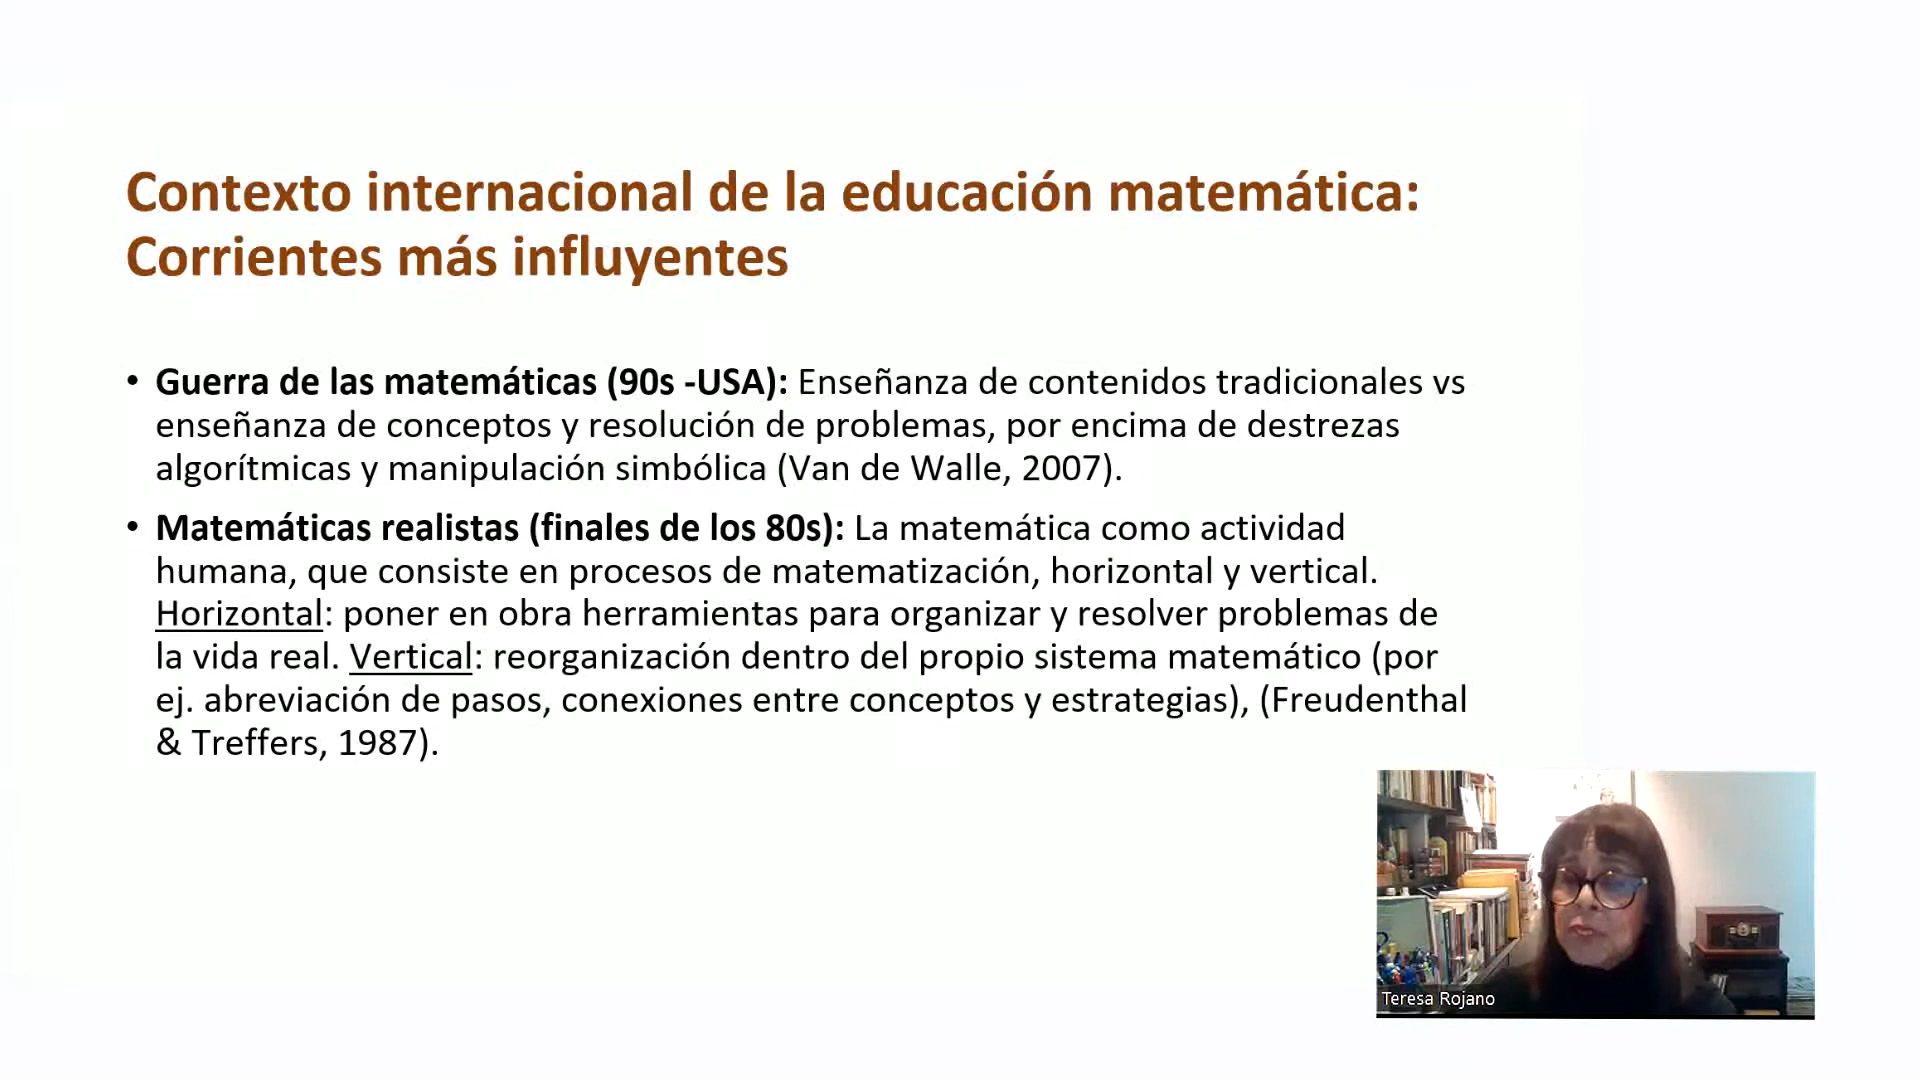 Contexto internacional de la educación matemática:
Corrientes más influyentes
• Guerra de las matemáticas (90s -USA): Enseñanza de contenidos tradicionales vs
enseñanza de conceptos y resolución de problemas, por encima de destrezas
algorítmicas y manipulación simbólica (Van de Walle, 2007).
• Matemáticas realistas (finales de los 80s): La matemática como actividad
humana, que consiste en procesos de matematización, horizontal y vertical.
Horizontal: poner en obra herramientas para organizar y resolver problemas de
la vida real. Vertical: reorganización dentro del propio sistema matemático (por
ej. abreviación de pasos, conexiones entre conceptos y estrategias), (Freudenthal
& Treffers, 1987).
Teresa Rojano